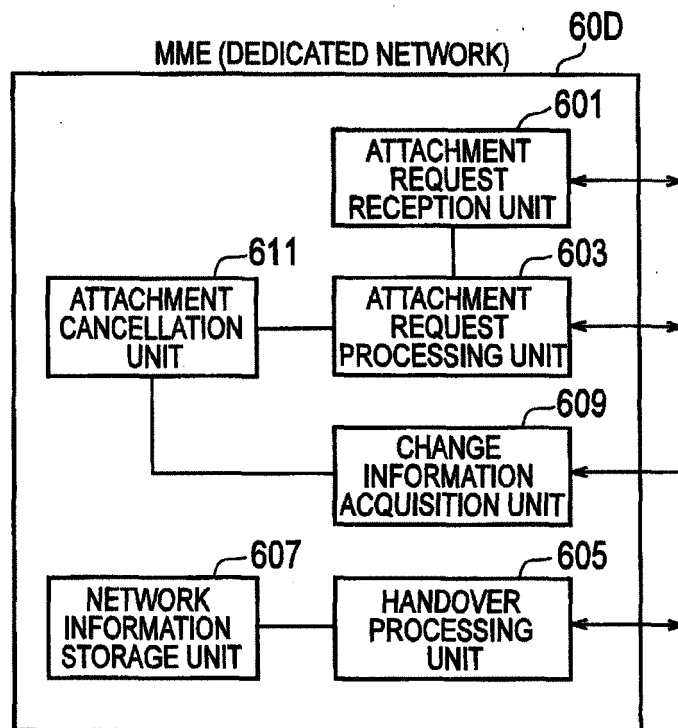 MME (DEDICATED NETWORK)
60D
601
ATTACHMENT
REQUEST
RECEPTION UNIT
611
ATTACHMENT
CANCELLATION
UNIT
603
ATTACHMENT
REQUEST
PROCESSING UNIT
609
CHANGE
INFORMATION
ACQUISITION UNIT
607
NETWORK
INFORMATION
STORAGE UNIT
605
HANDOVER
PROCESSING
UNIT